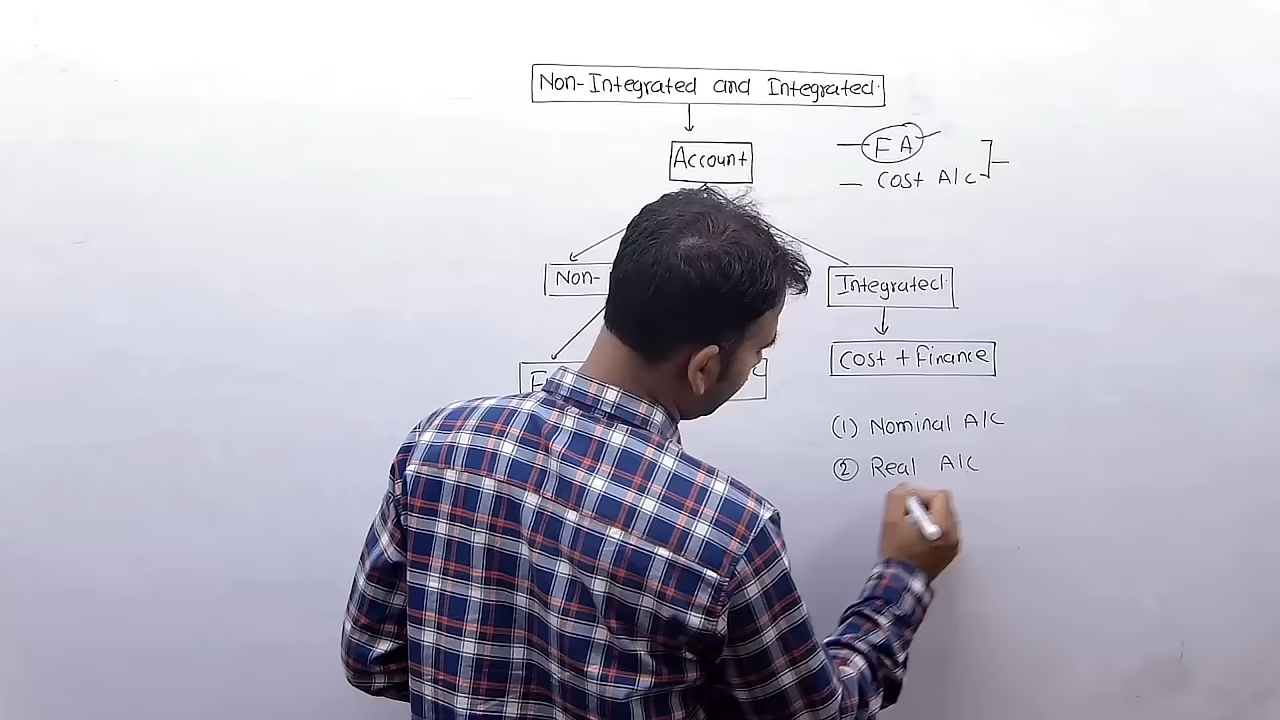 Non-Integrated and Integrated.
Account
— F A
— Cost A/c
Non-
Integrated.
Cost + Finance
F
C
(1) Nominal A/c
② Real A/c